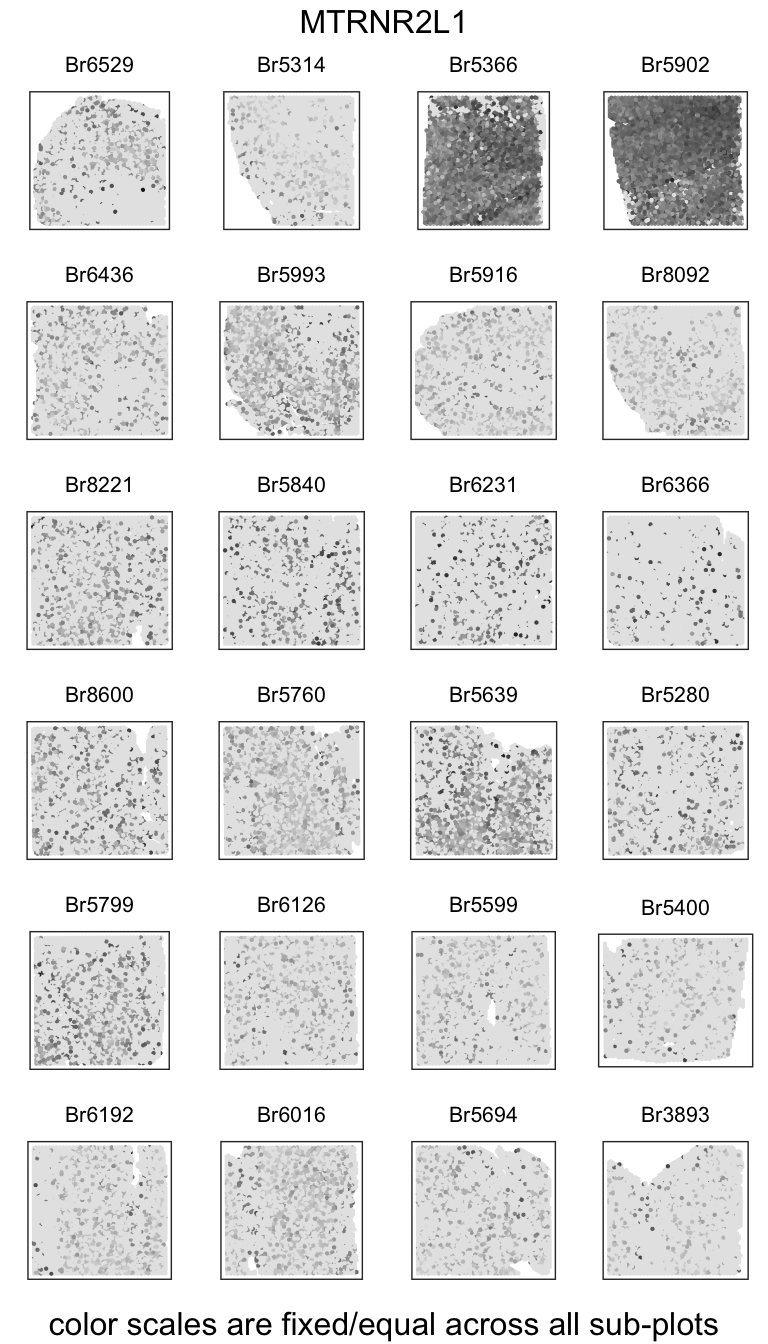 MTRNR2L1
Br6529 Br5314 Br5366 Br5902
Br6436 Br5993 Br5916 Br8092
Br8221 Br5840 Br6231 Br6366
Br8600 Br5760 Br5639 Br5280
Br5799 Br6126 Br5599 Br5400
Br6192 Br6016 Br5694 Br3893
color scales are fixed/equal across all sub-plots